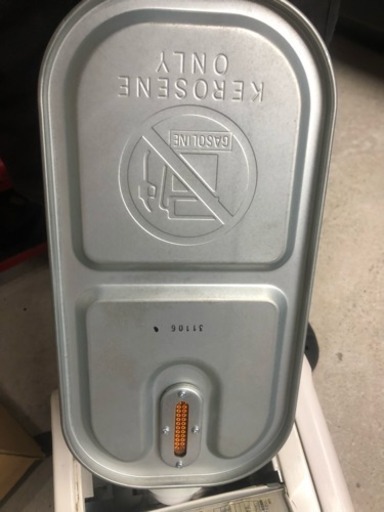 KEROSENE
ONLY
GASOLINE
31106